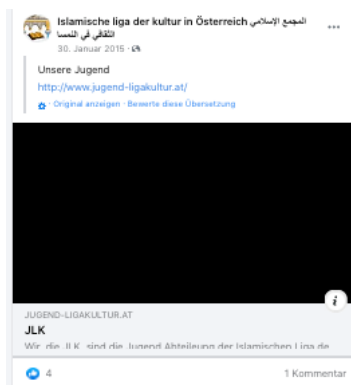 Islamische liga der kultur in Österreich المجمع الإسلامي
الثقافي في النمسا
30. Januar 2015 ·
Unsere Jugend
http://www.jugend-ligakultur.at/
· Original anzeigen · Bewerte diese Übersetzung
JUGEND-LIGAKULTUR.AT
JLK
Wir, die JLK, sind die Jugend Abteileung der Islamischen Liga de
4
1 Kommentar